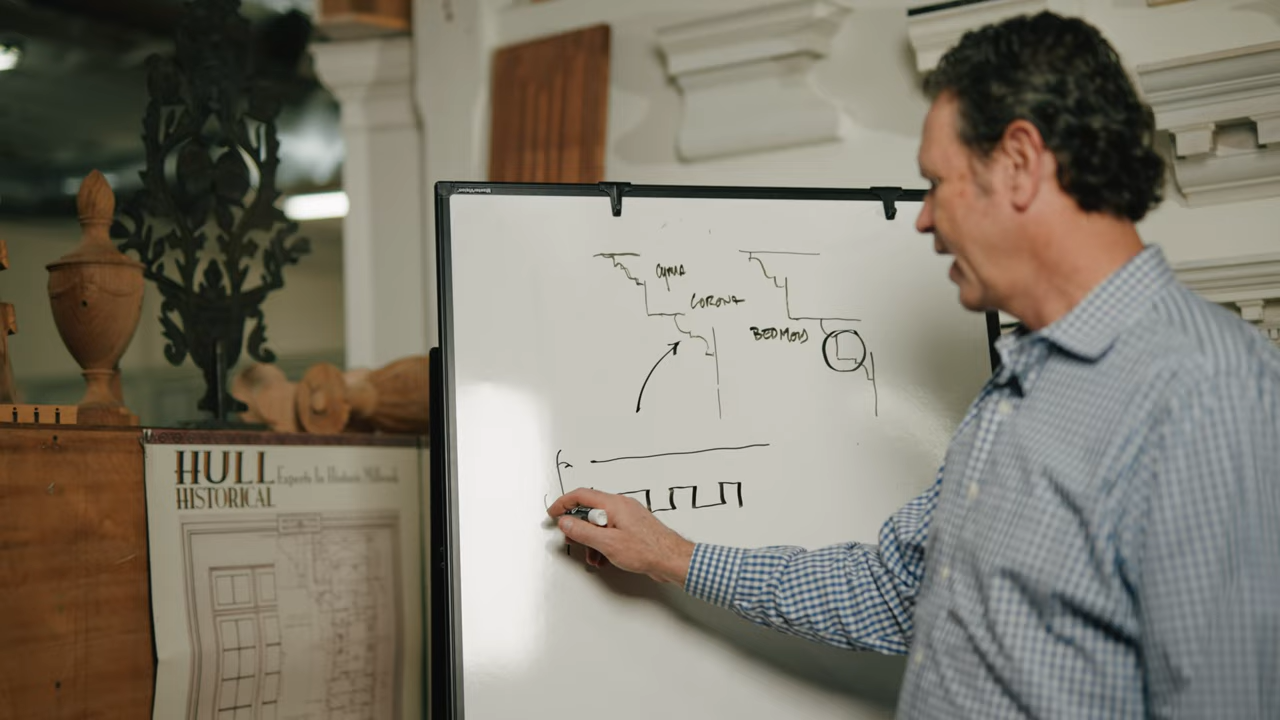 CYMA
CORONA
BEDMOLD
HULL
Experts In Historic Millwork
HISTORICAL